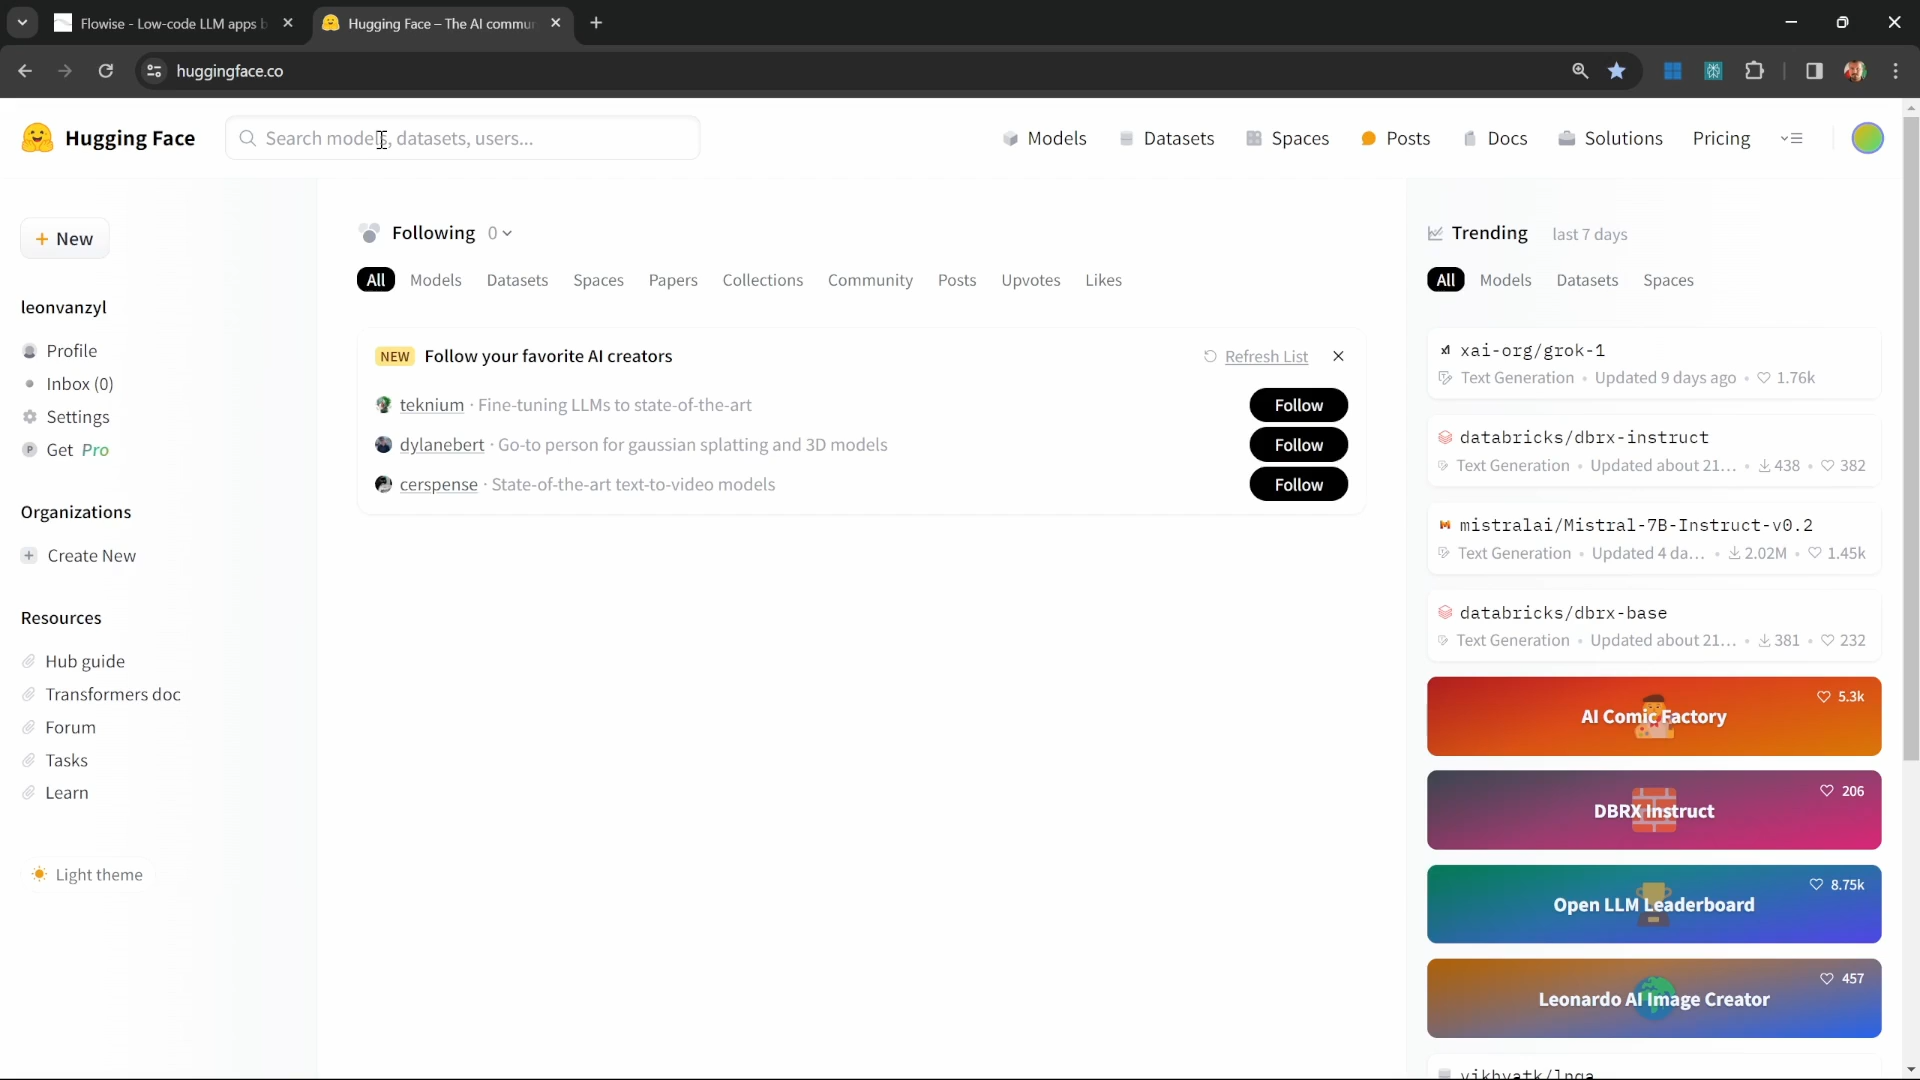 Flowise - Low-code LLM apps b
Hugging Face – The AI commun
huggingface.co
Hugging Face
Search models, datasets, users...
Models
Datasets
Spaces
Posts
Docs
Solutions
Pricing
+ New
leonvanzyl
Profile
Inbox (0)
Settings
P Get Pro
Organizations
+ Create New
Resources
Hub guide
Transformers doc
Forum
Tasks
Learn
Light theme
Following 0
All Models Datasets Spaces Papers Collections Community Posts Upvotes Likes
NEW Follow your favorite AI creators Refresh List
teknium · Fine-tuning LLMs to state-of-the-art Follow
dylanebert · Go-to person for gaussian splatting and 3D models Follow
cerspense · State-of-the-art text-to-video models Follow
Trending last 7 days
All Models Datasets Spaces
xai-org/grok-1
Text Generation • Updated 9 days ago • 1.76k
databricks/dbrx-instruct
Text Generation • Updated about 21... • 438 • 382
mistralai/Mistral-7B-Instruct-v0.2
Text Generation • Updated 4 da... • 2.02M • 1.45k
databricks/dbrx-base
Text Generation • Updated about 21... • 381 • 232
5.3k
AI Comic Factory
206
DBRX Instruct
8.75k
Open LLM Leaderboard
457
Leonardo AI Image Creator